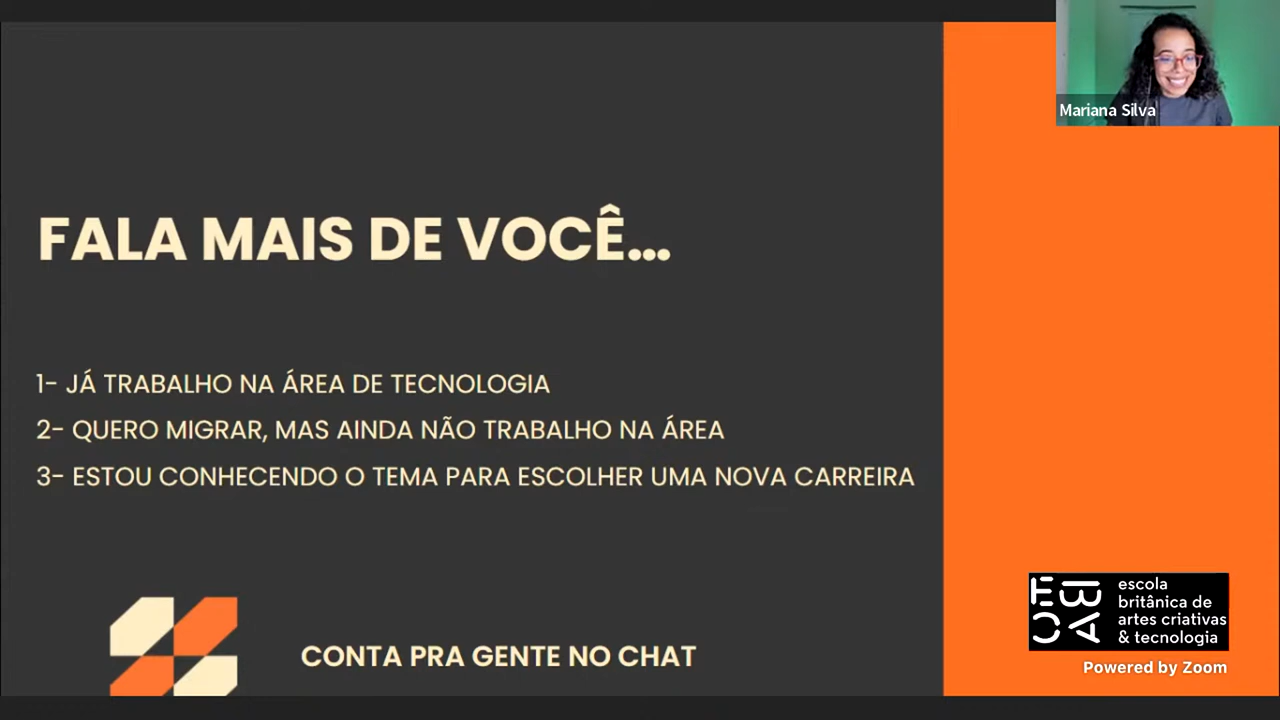 Mariana Silva
FALA MAIS DE VOCÊ...
1- JÁ TRABALHO NA ÁREA DE TECNOLOGIA
2- QUERO MIGRAR, MAS AINDA NÃO TRABALHO NA ÁREA
3- ESTOU CONHECENDO O TEMA PARA ESCOLHER UMA NOVA CARREIRA
CONTA PRA GENTE NO CHAT
EBAC
escola
britânica de
artes criativas
& tecnologia
Powered by Zoom